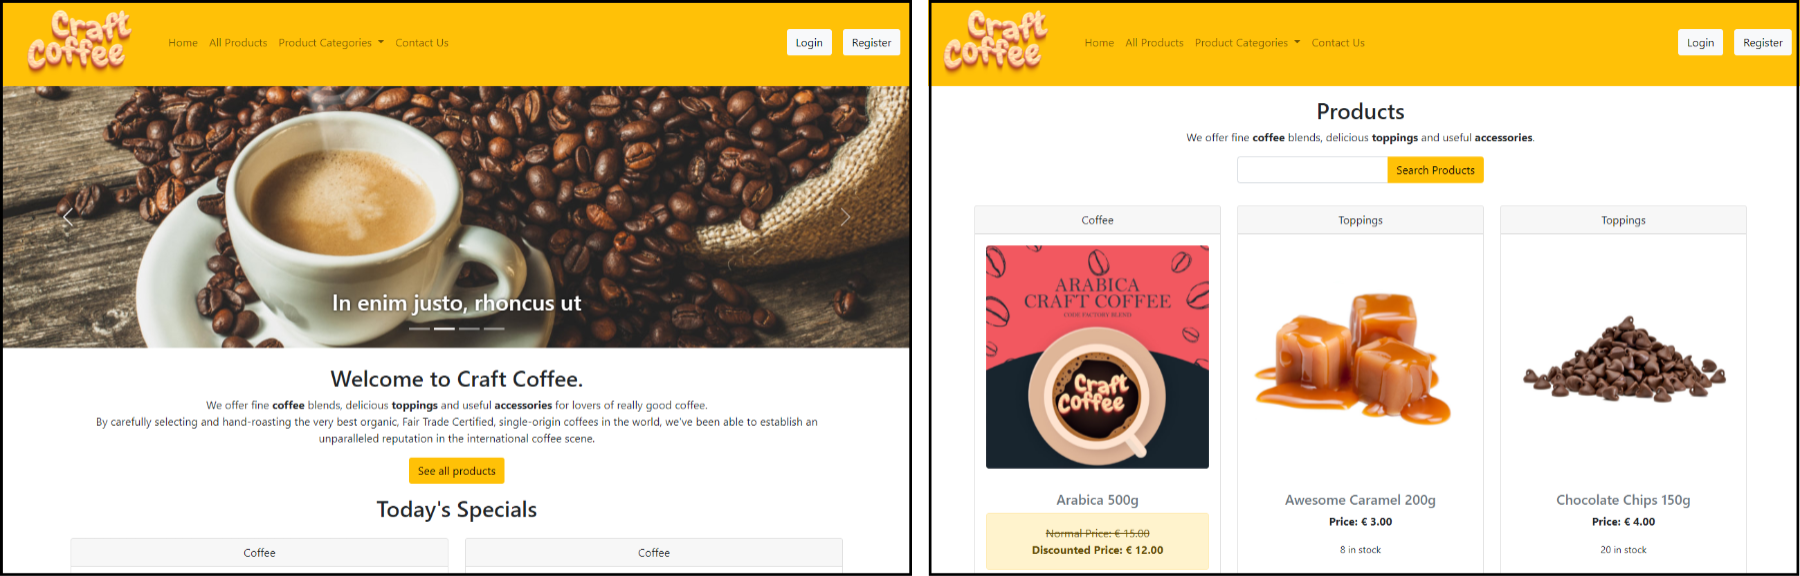 Craft
Coffee
Home All Products Product Categories Contact Us
Login Register
In enim justo, rhoncus ut
Welcome to Craft Coffee.
We offer fine coffee blends, delicious toppings and useful accessories for lovers of really good coffee.
By carefully selecting and hand-roasting the very best organic, Fair Trade Certified, single-origin coffees in the world, we've been able to establish an
unparalleled reputation in the international coffee scene.
See all products
Today's Specials
Coffee Coffee
Craft
Coffee
Home All Products Product Categories Contact Us
Login Register
Products
We offer fine coffee blends, delicious toppings and useful accessories.
Search Products
Coffee Toppings Toppings
ARABICA
CRAFT COFFEE
CODE FACTORY BLEND
Craft
Coffee
Arabica 500g
Normal Price: € 15.00
Discounted Price: € 12.00
Awesome Caramel 200g
Price: € 3.00
8 in stock
Chocolate Chips 150g
Price: € 4.00
20 in stock